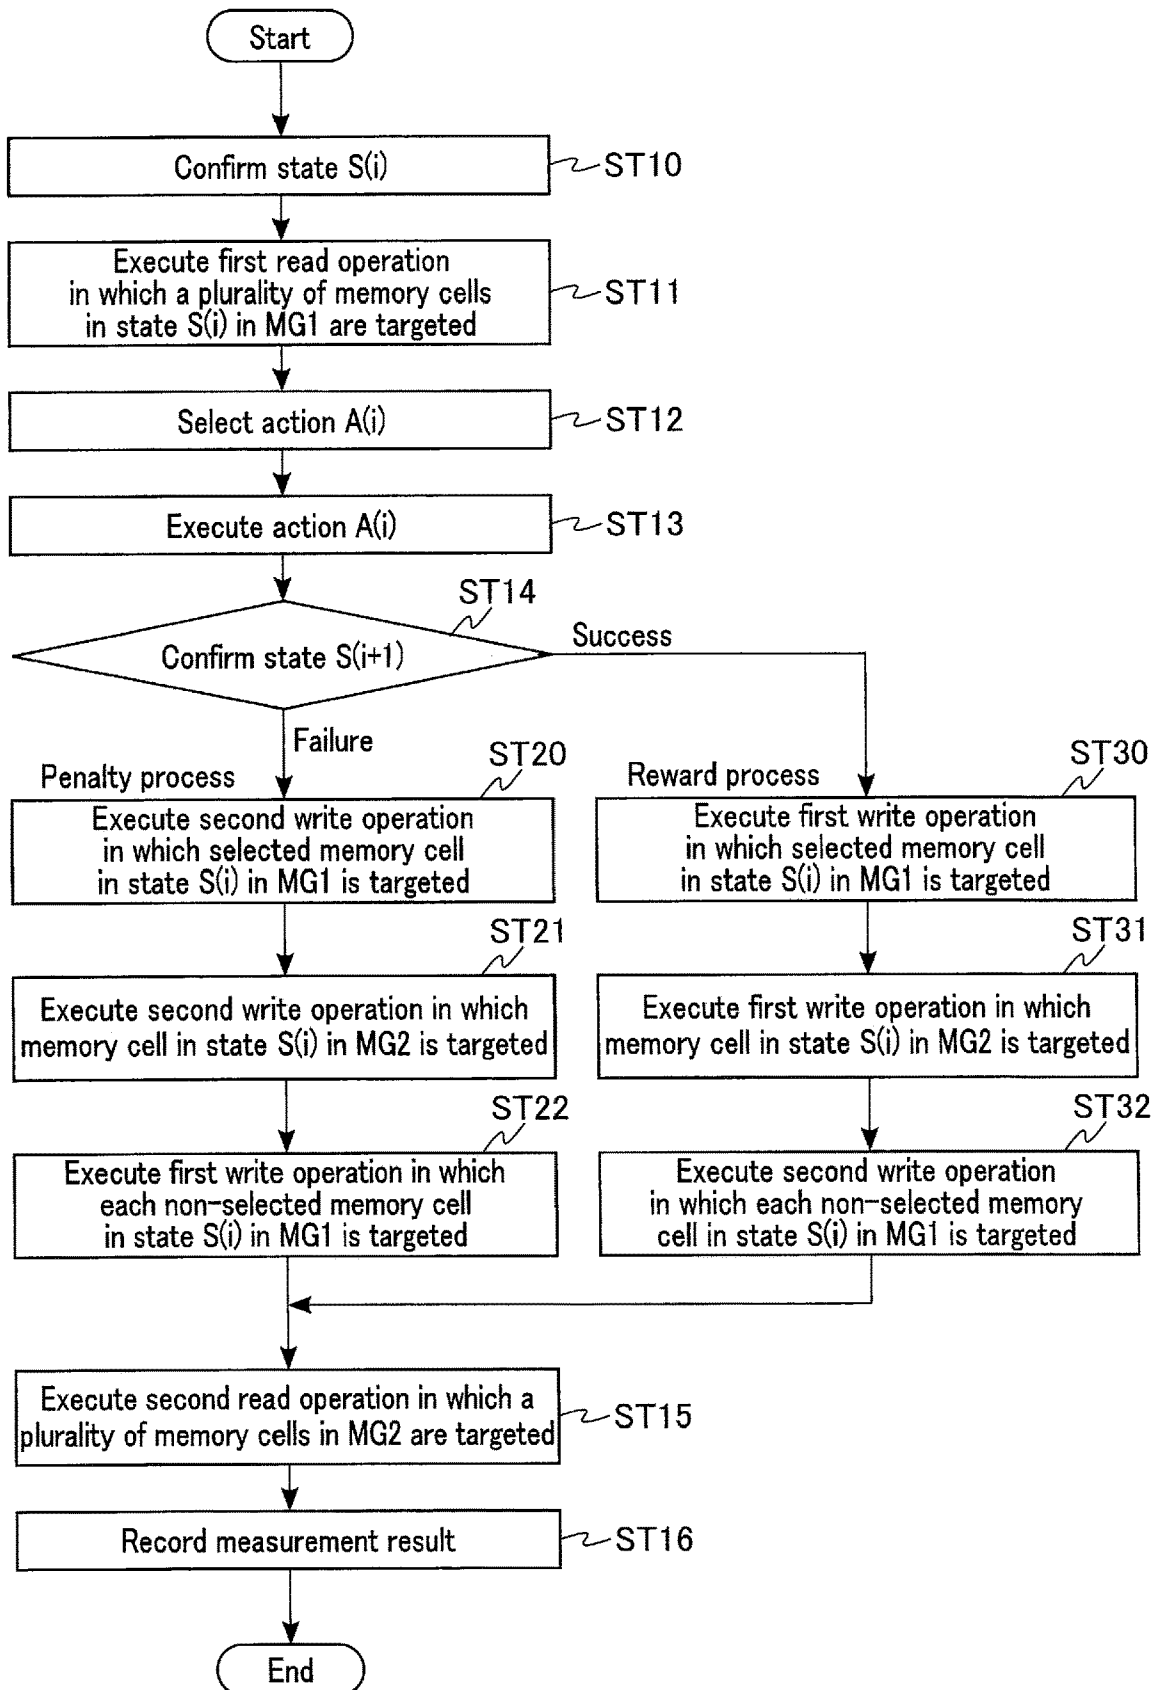 Start
Confirm state S(i)
ST10
Execute first read operation
in which a plurality of memory cells
in state S(i) in MG1 are targeted
ST11
Select action A(i)
ST12
Execute action A(i)
ST13
ST14
Confirm state S(i+1)
Success
Failure
Penalty process
ST20
Execute second write operation
in which selected memory cell
in state S(i) in MG1 is targeted
ST21
Execute second write operation in which
memory cell in state S(i) in MG2 is targeted
ST22
Execute first write operation in which
each non-selected memory cell
in state S(i) in MG1 is targeted
Reward process
ST30
Execute first write operation
in which selected memory cell
in state S(i) in MG1 is targeted
ST31
Execute first write operation in which
memory cell in state S(i) in MG2 is targeted
ST32
Execute second write operation
in which each non-selected memory
cell in state S(i) in MG1 is targeted
Execute second read operation in which a
plurality of memory cells in MG2 are targeted
ST15
Record measurement result
ST16
End